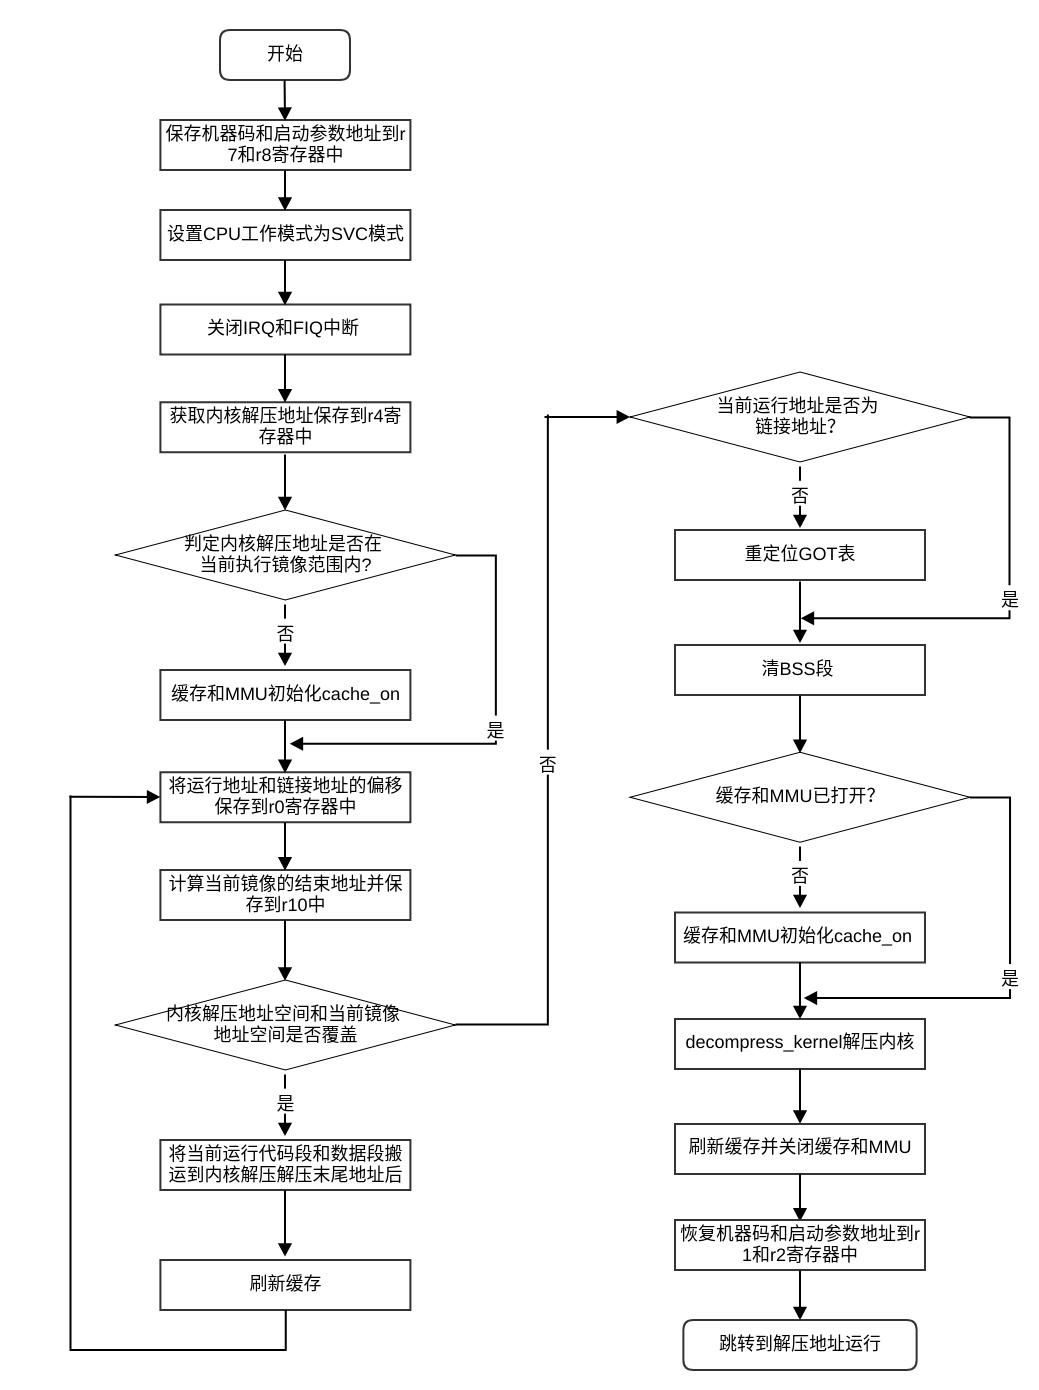 开始
保存机器码和启动参数地址到r
7和r8寄存器中
设置CPU工作模式为SVC模式
关闭IRQ和FIQ中断
获取内核解压地址保存到r4寄
存器中
判定内核解压地址是否在
当前执行镜像范围内?
否
缓存和MMU初始化cache_on
是
将运行地址和链接地址的偏移
保存到r0寄存器中
计算当前镜像的结束地址并保
存到r10中
内核解压地址空间和当前镜像
地址空间是否覆盖
否
是
将当前运行代码段和数据段搬
运到内核解压解压末尾地址后
刷新缓存
当前运行地址是否为
链接地址？
否
重定位GOT表
是
清BSS段
缓存和MMU已打开？
否
缓存和MMU初始化cache_on
是
decompress_kernel解压内核
刷新缓存并关闭缓存和MMU
恢复机器码和启动参数地址到r
1和r2寄存器中
跳转到解压地址运行